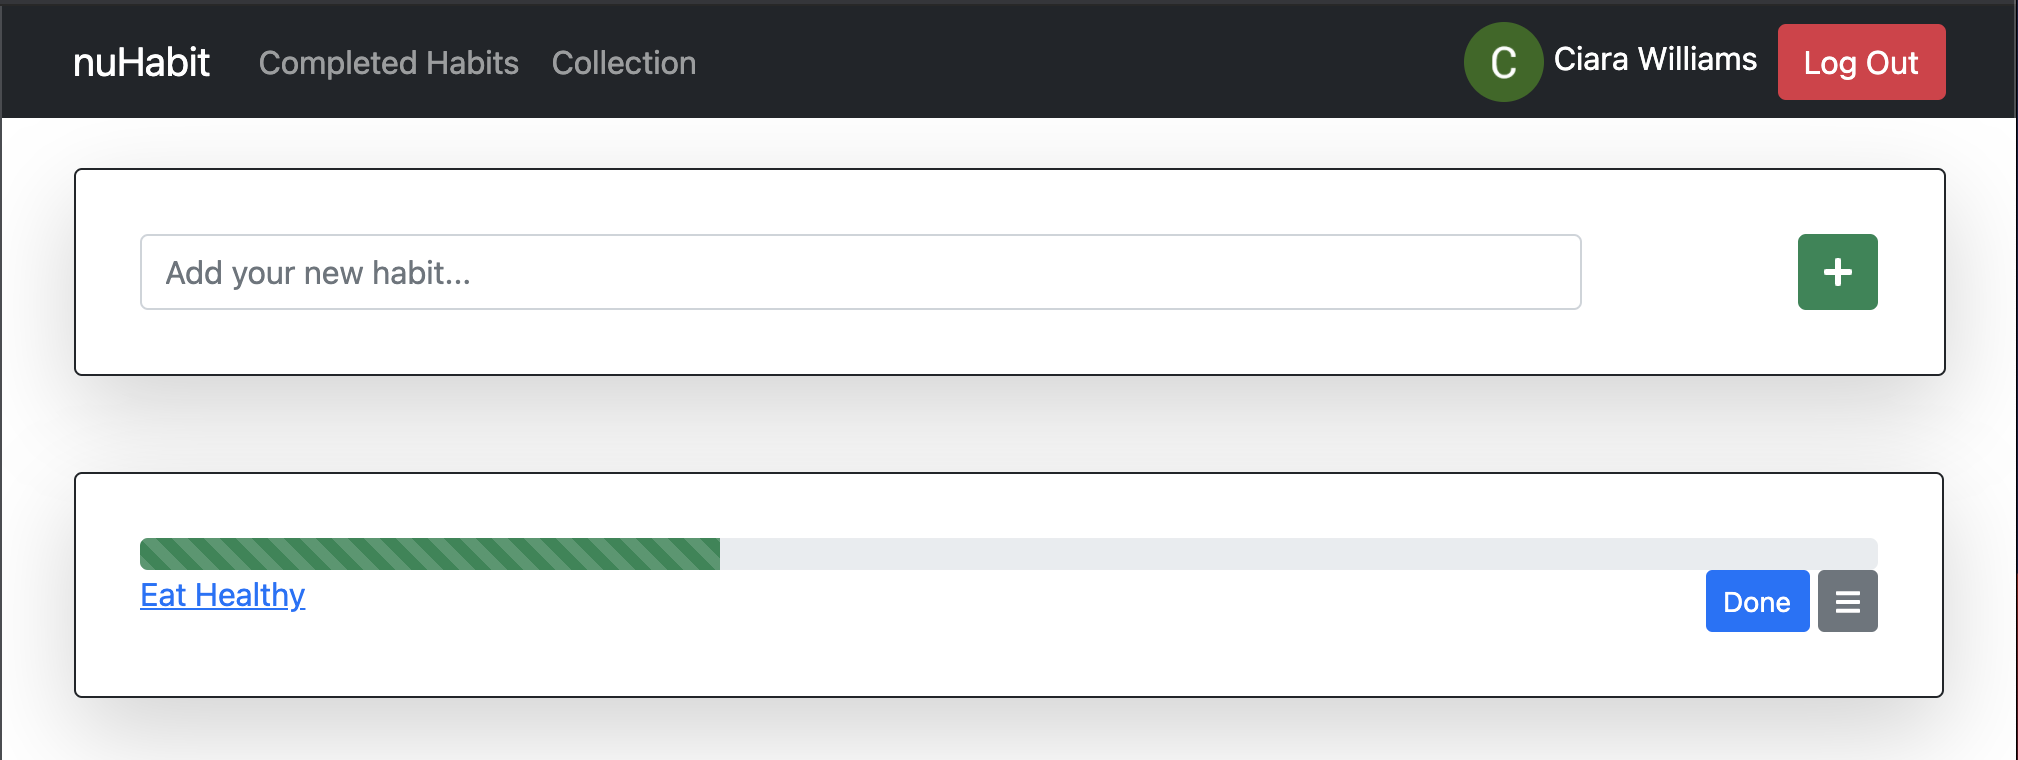 nuHabit Completed Habits Collection C Ciara Williams Log Out
Add your new habit...
Eat Healthy Done